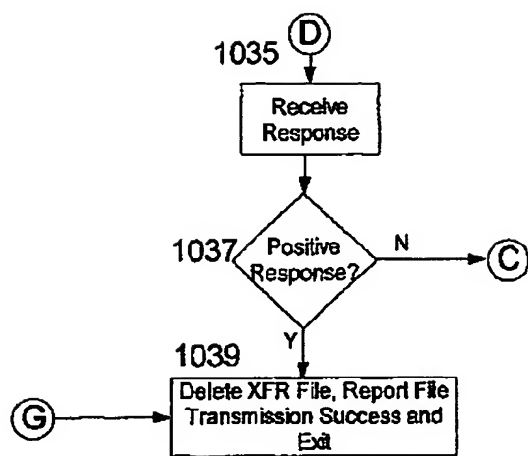 D
1035
Receive
Response
1037
Positive
Response?
N
C
Y
1039
Delete XFR File, Report File
Transmission Success and
Exit
G